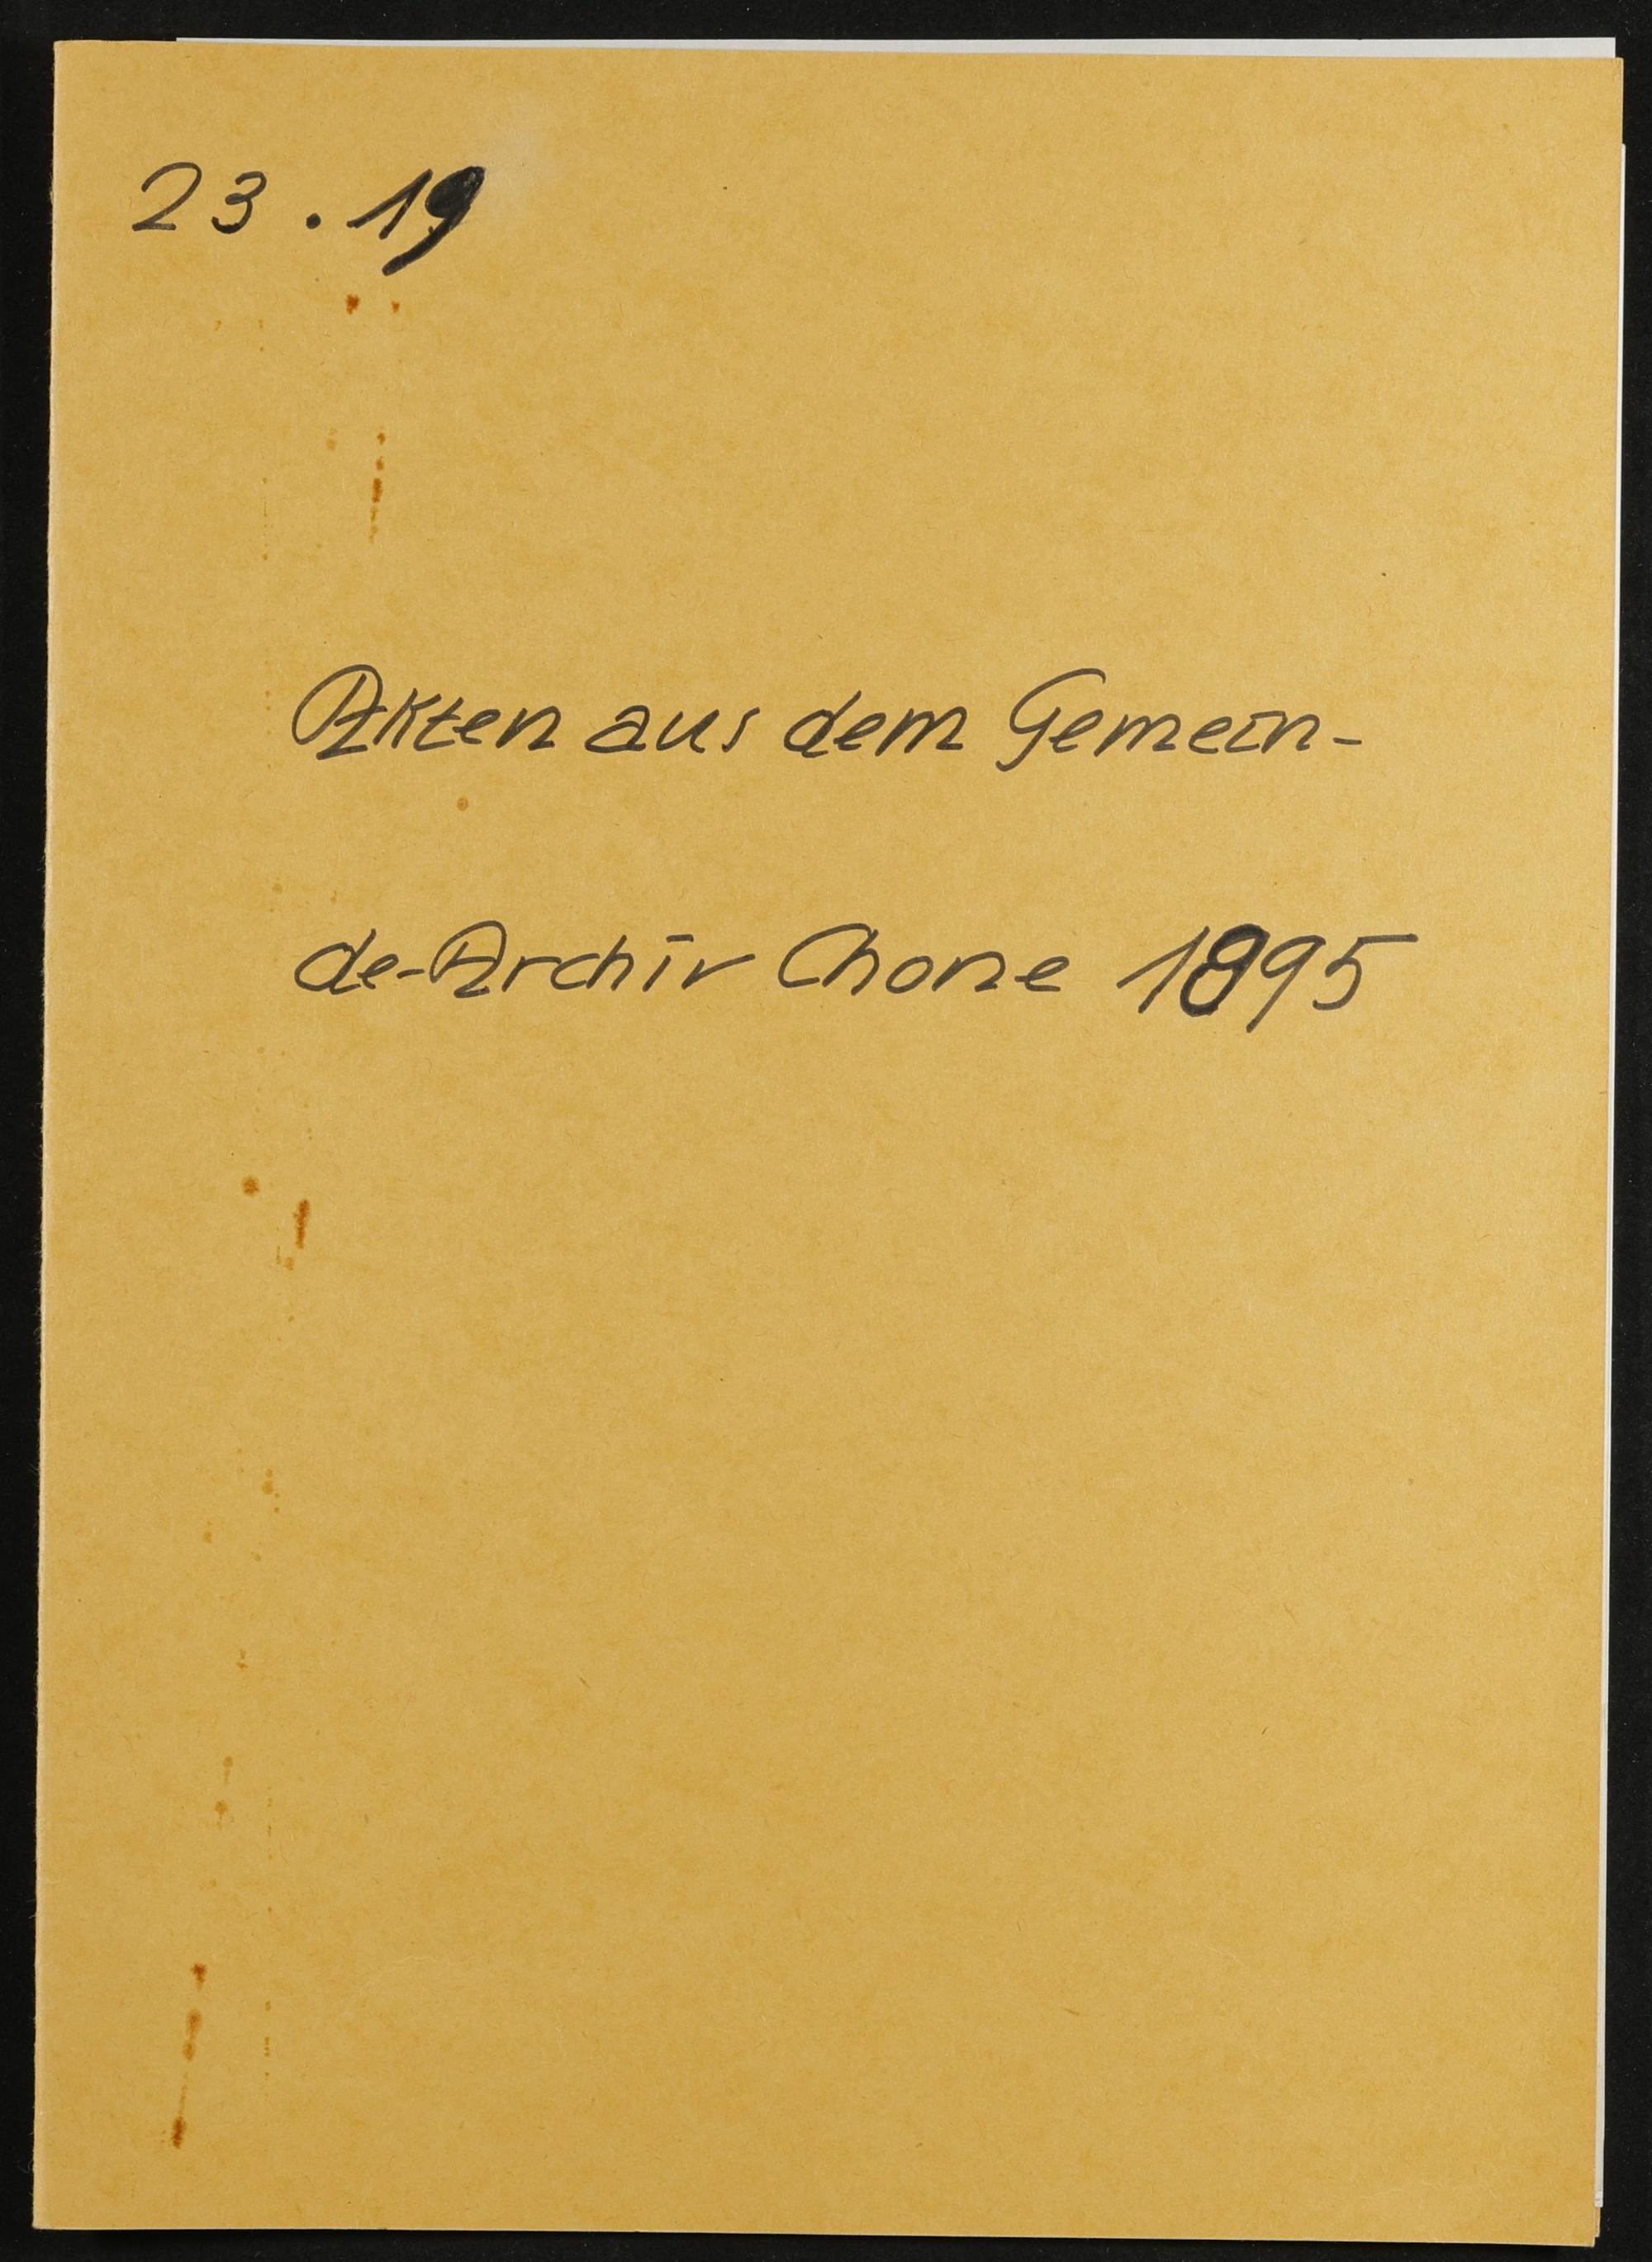 23.19
Akten aus dem Gemein-
de-Archiv Chone 1895